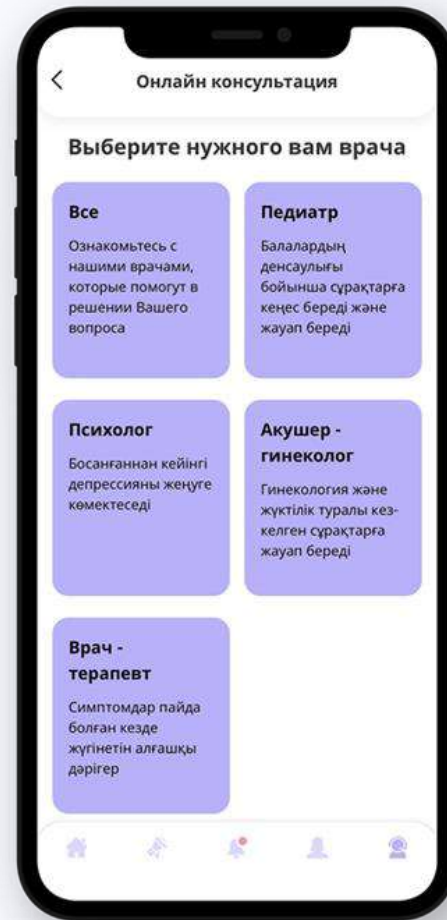 Онлайн консультация
Выберите нужного вам врача
Все
Ознакомьтесь с
нашими врачами,
которые помогут в
решении Вашего
вопроса
Педиатр
Балалардың
денсаулығы
бойынша сұрақтарға
кеңес береді және
жауап береді
Психолог
Босанғаннан кейінгі
депрессияны жеңуге
көмектеседі
Акушер -
гинеколог
Гинекология және
жүктілік туралы кез-
келген сұрақтарға
жауап береді
Врач -
терапевт
Симптомдар пайда
болған кезде
жүгінетін алғашқы
дәрігер